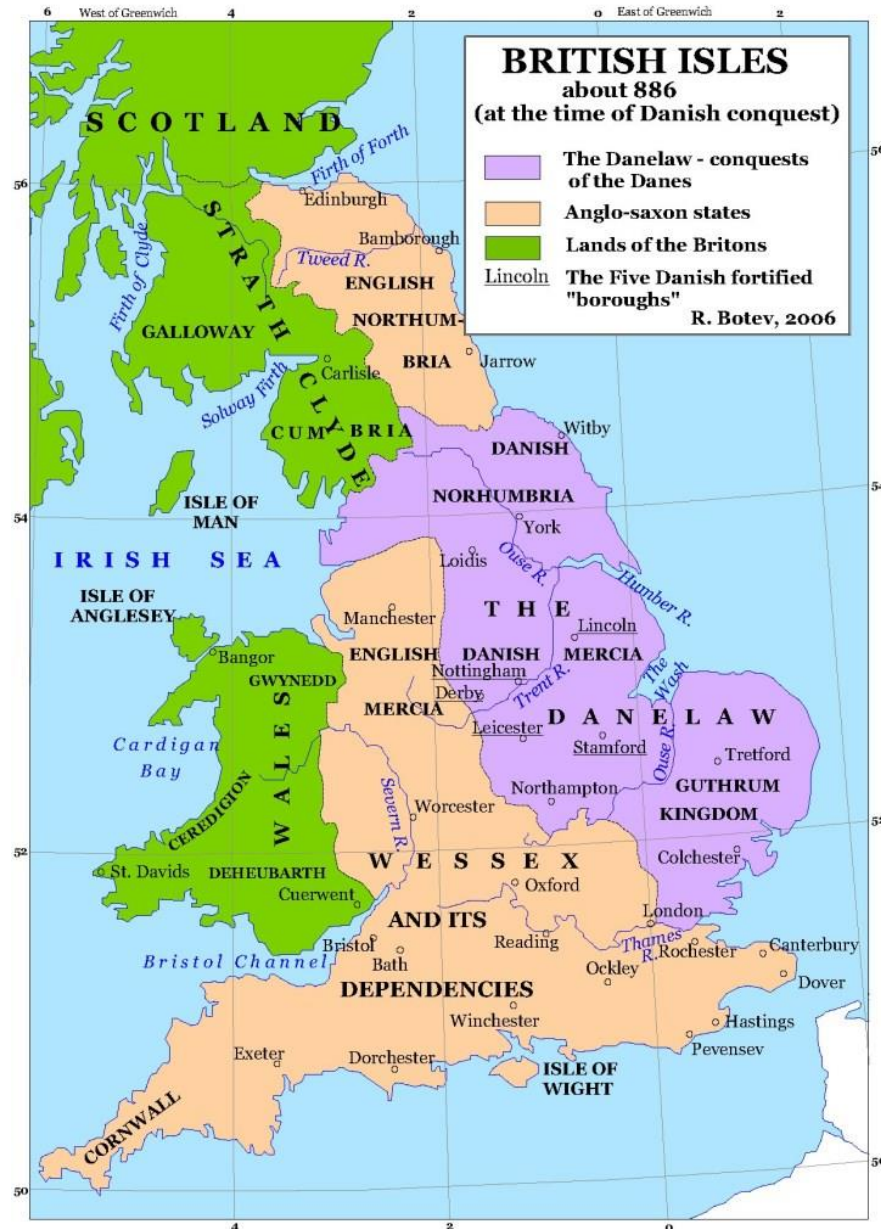 6
West of Greenwich
4
2
0
East of Greenwich
2
BRITISH ISLES
about 886
(at the time of Danish conquest)
The Danelaw - conquests
of the Danes
Anglo-saxon states
Lands of the Britons
Lincoln
The Five Danish fortified
"boroughs"
R. Botev, 2006
SCOTLAND
Firth of Forth
56
Edinburgh
STRATH
CLYDE
Bamborough
Tweed R.
Firth of Clyde
ENGLISH
GALLOWAY
NORTHUM-
BRIA
Jarrow
Carlisle
Solway Firth
CUM BRIA
Witby
DANISH
NORHUMBRIA
ISLE OF
MAN
York
54
54
IRISH SEA
Loidis
Ouse R.
Humber R.
ISLE OF
ANGLESEY
THE
Manchester
Lincoln
Bangor
ENGLISH
DANISH
MERCIA
GWYNEDD
Nottingham
Trent R.
The
Wash
Derby
MERCIA
WALES
DANELAW
Leicester
Stamford
Ouse R.
Cardigan
Bay
Tretford
Northampton
GUTHRUM
KINGDOM
Severn R.
Worcester
CEREDIGION
52
WESSEX
Colchester
St. Davids
DEHEUBARTH
Oxford
Cuerwent
AND ITS
London
Bristol
Reading
Thames
R.
Rochester
Canterbury
Bristol Channel
Bath
Ockley
Dover
DEPENDENCIES
Winchester
Hastings
Pevensev
Exeter
Dorchester
ISLE OF
WIGHT
CORNWALL
50
4
2
0